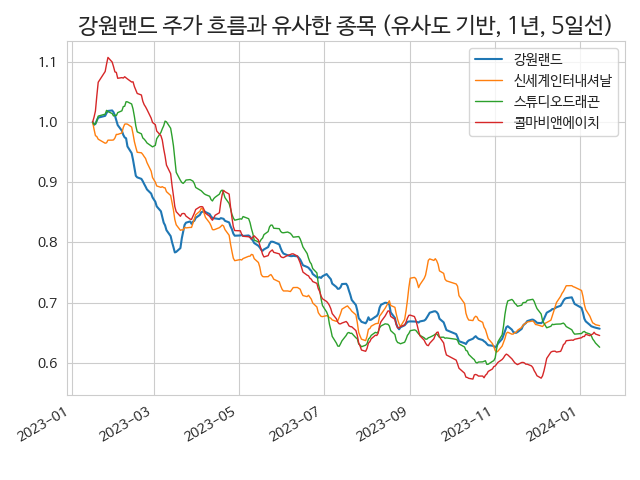 강원랜드 주가 흐름과 유사한 종목 (유사도 기반, 1년, 5일선)
강원랜드
신세계인터내셔날
스튜디오드래곤
콜마비앤에이치
1.1
1.0
0.9
0.8
0.7
0.6
2023-01
2023-03
2023-05
2023-07
2023-09
2023-11
2024-01